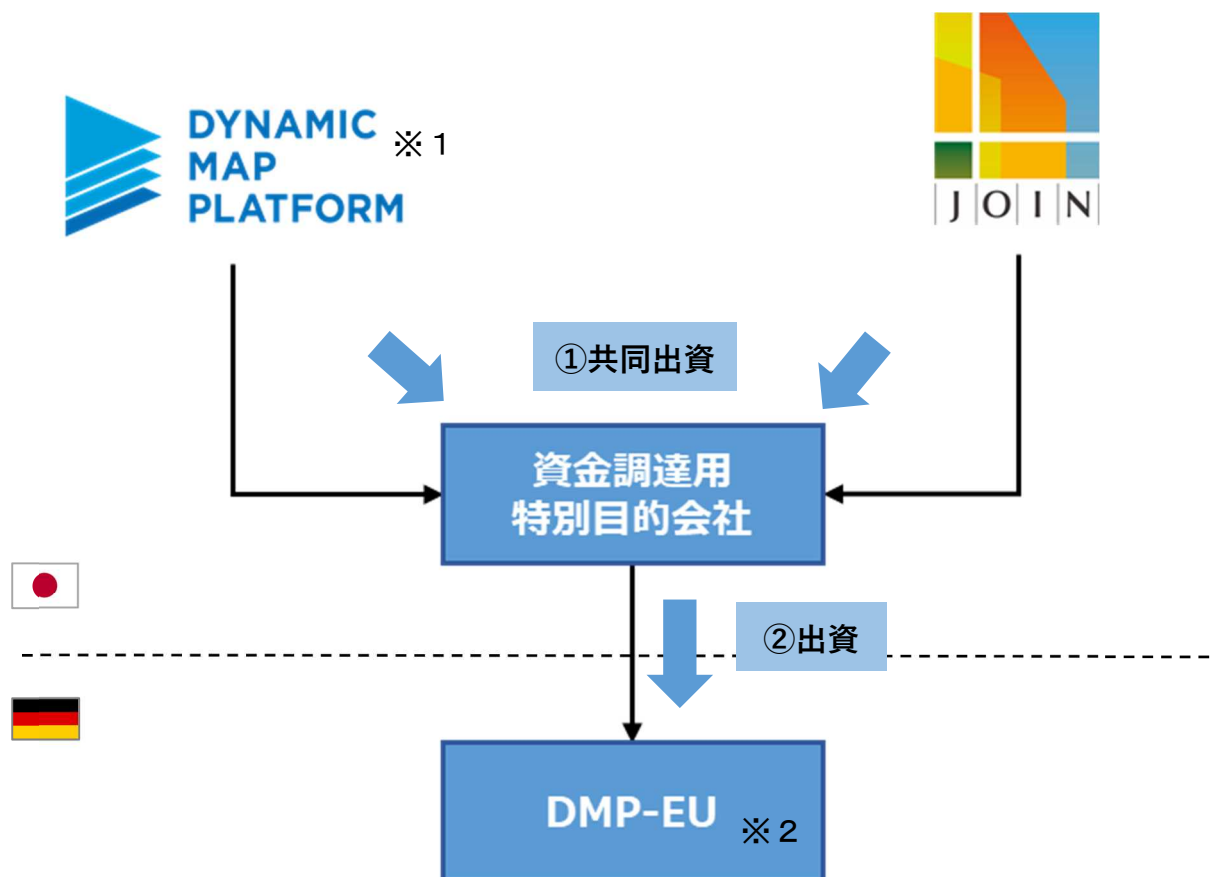 DYNAMIC
MAP
PLATFORM
※1
JOIN
①共同出資
資金調達用
特別目的会社
②出資
DMP-EU
※2